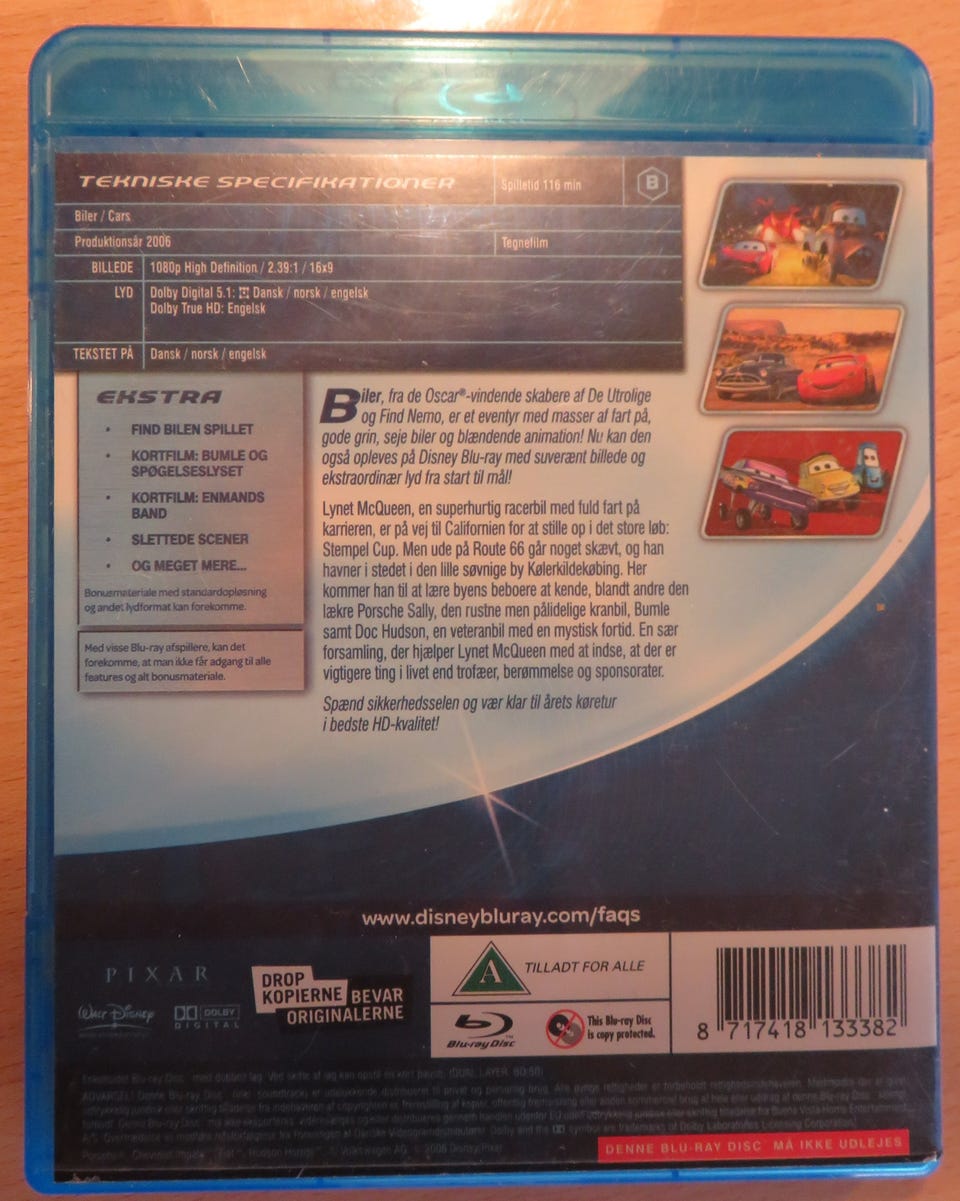 TEKNISKE SPECIFIKATIONER
Spilletid 116 min
B
Biler / Cars
Produktionsår 2006
Tegnefilm
BILLEDE
1080p High Definition / 2.39:1 / 16x9
LYD
Dolby Digital 5.1: Dansk / norsk / engelsk
Dolby True HD: Engelsk
TEKSTET PÅ
Dansk / norsk / engelsk
EKSTRA
• FIND BILEN SPILLET
• KORTFILM: BUMLE OG
SPØGELSESLYSET
• KORTFILM: ENMANDS
BAND
• SLETTEDE SCENER
• OG MEGET MERE...
Bonusmateriale med standardopløsning
og andet lydformat kan forekomme.
Med visse Blu-ray afspillere, kan det
forekomme, at man ikke får adgang til alle
features og alt bonusmateriale.
Biler, fra de Oscar®-vindende skabere af De Utrolige
og Find Nemo, er et eventyr med masser af fart på,
gode grin, seje biler og blændende animation! Nu kan den
også opleves på Disney Blu-ray med suverænt billede og
ekstraordinær lyd fra start til mål!
Lynet McQueen, en superhurtig racerbil med fuld fart på
karrieren, er på vej til Californien for at stille op i det store løb:
Stempel Cup. Men ude på Route 66 går noget skævt, og han
havner i stedet i den lille søvnige by Kølerkildekøbing. Her
kommer han til at lære byens beboere at kende, blandt andre den
lækre Porsche Sally, den rustne men pålidelige kranbil, Bumle
samt Doc Hudson, en veteranbil med en mystisk fortid. En sær
forsamling, der hjælper Lynet McQueen med at indse, at der er
vigtigere ting i livet end trofæer, berømmelse og sponsorater.
Spænd sikkerhedsselen og vær klar til årets køretur
i bedste HD-kvalitet!
www.disneybluray.com/faqs
PIXAR
WALT DISNEY
DOLBY
DIGITAL
DROP
KOPIERNE BEVAR
ORIGINALERNE
A
TILLADT FOR ALLE
Blu-ray Disc™
This Blu-ray Disc
is copy protected.
8 717418 133382
DENNE BLU-RAY DISC™ MÅ IKKE UDLEJES